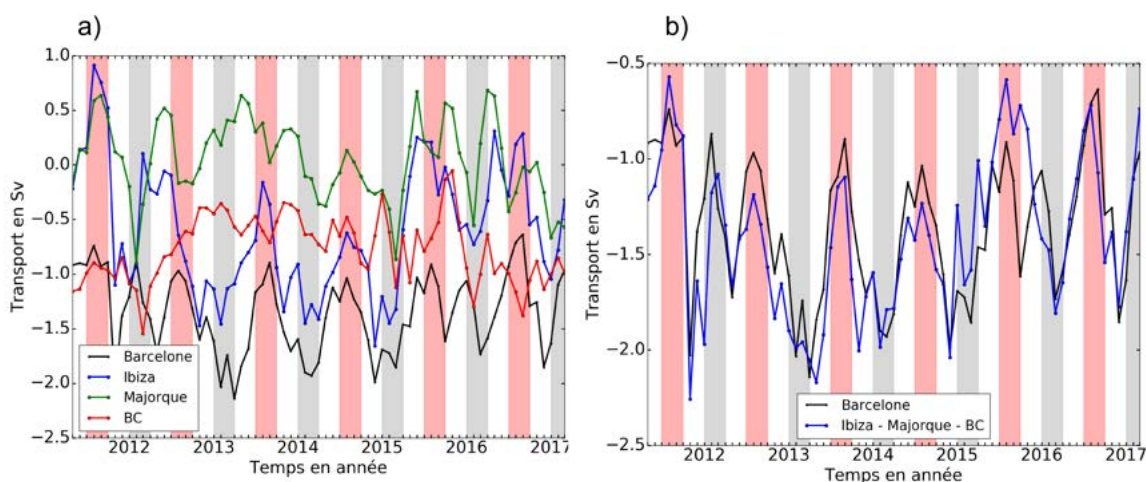 a)
Transport en Sv
1.0
0.5
0.0
−0.5
−1.0
−1.5
−2.0
−2.5
Barcelone
Ibiza
Majorque
BC
2012 2013 2014 2015 2016 2017
Temps en année
b)
Transport en Sv
−0.5
−1.0
−1.5
−2.0
−2.5
Barcelone
Ibiza - Majorque - BC
2012 2013 2014 2015 2016 2017
Temps en année